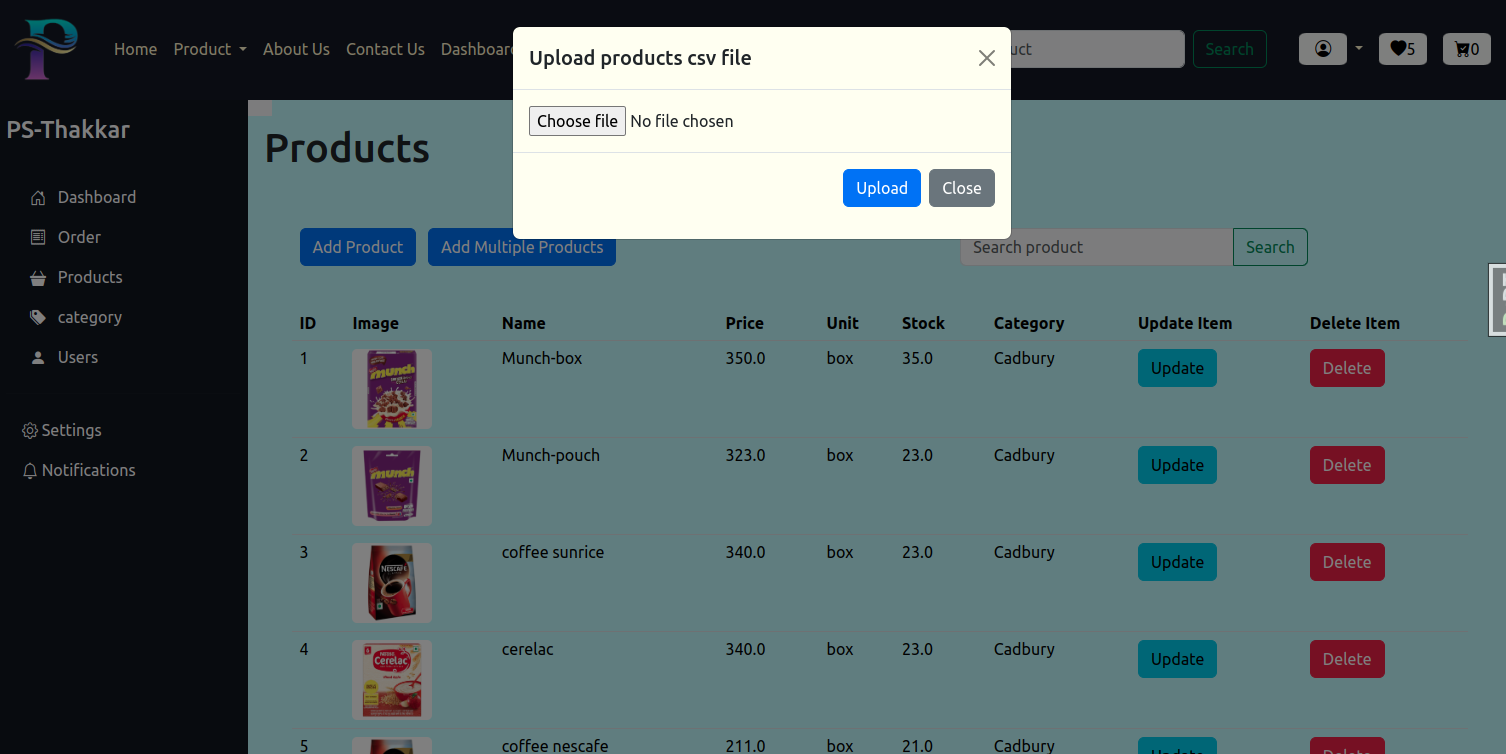 Home Product About Us Contact Us Dashboard
Search
5
0
Upload products csv file
Choose file No file chosen
Upload Close
PS-Thakkar
Dashboard
Order
Products
category
Users
Settings
Notifications
Products
Add Product Add Multiple Products Search product Search
ID Image Name Price Unit Stock Category Update Item Delete Item
1 munch Munch-box 350.0 box 35.0 Cadbury Update Delete
2 munch Munch-pouch 323.0 box 23.0 Cadbury Update Delete
3 NESCAFE coffee sunrice 340.0 box 23.0 Cadbury Update Delete
4 Cerelac cerelac 340.0 box 23.0 Cadbury Update Delete
5 coffee nescafe 211.0 box 21.0 Cadbury Update Delete